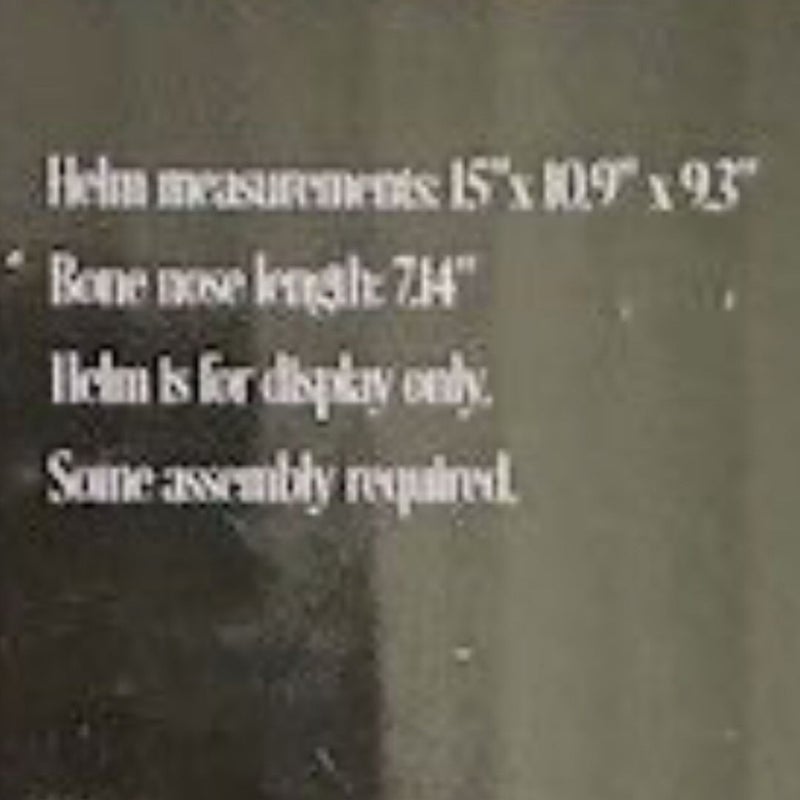 Helm measurements: 15" x 10.9" x 9.3"
Bone nose length: 7.14"
Helm is for display only.
Some assembly required.